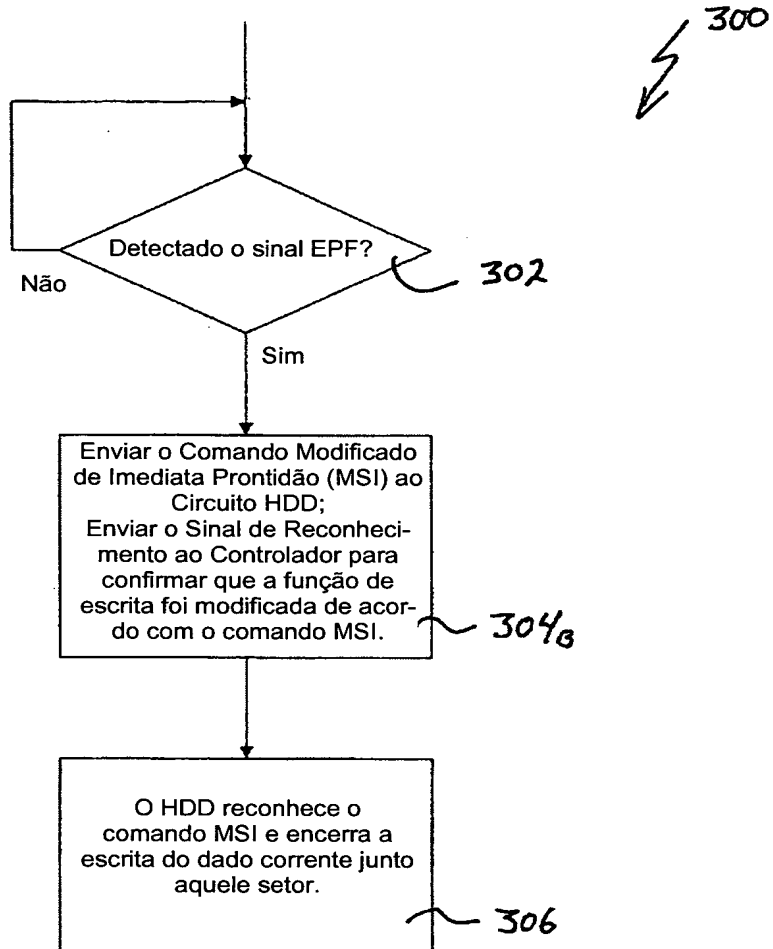 300
Detectado o sinal EPF?
302
Não
Sim
Enviar o Comando Modificado
de Imediata Prontidão (MSI) ao
Circuito HDD;
Enviar o Sinal de Reconheci-
mento ao Controlador para
confirmar que a função de
escrita foi modificada de acor-
do com o comando MSI.
304B
O HDD reconhece o
comando MSI e encerra a
escrita do dado corrente junto
aquele setor.
306